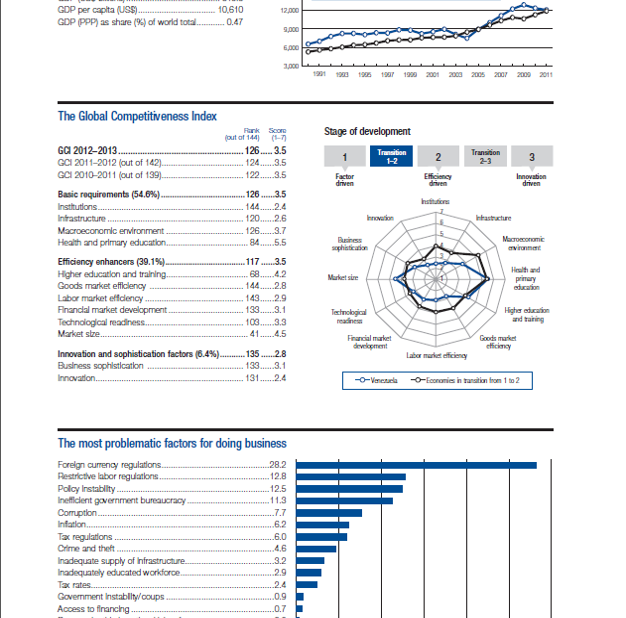 GDP per capita (US$) 10,610
GDP (PPP) as share (%) of world total 0.47
12,000
9,000
6,000
3,000
1991 1993 1995 1997 1999 2001 2003 2005 2007 2009 2011
The Global Competitiveness Index
Rank Score
(out of 144) (1–7)
GCI 2012–2013 126 3.5
GCI 2011–2012 (out of 142) 124 3.5
GCI 2010–2011 (out of 139) 122 3.5
Basic requirements (54.6%) 126 3.5
Institutions 144 2.4
Infrastructure 120 2.6
Macroeconomic environment 126 3.7
Health and primary education 84 5.5
Efficiency enhancers (39.1%) 117 3.5
Higher education and training 68 4.2
Goods market efficiency 144 2.8
Labor market efficiency 143 2.9
Financial market development 133 3.1
Technological readiness 103 3.3
Market size 41 4.5
Innovation and sophistication factors (6.4%) 135 2.8
Business sophistication 133 3.1
Innovation 131 2.4
Stage of development
1
Transition
1–2
2
Transition
2–3
3
Factor
driven
Efficiency
driven
Innovation
driven
Institutions
Innovation
Infrastructure
Business
sophistication
Macroeconomic
environment
Market size
Health and
primary
education
Technological
readiness
Higher education
and training
Financial market
development
Goods market
efficiency
Labor market efficiency
7
6
5
4
3
1
Venezuela
Economies in transition from 1 to 2
The most problematic factors for doing business
Foreign currency regulations 28.2
Restrictive labor regulations 12.8
Policy instability 12.5
Inefficient government bureaucracy 11.3
Corruption 7.7
Inflation 6.2
Tax regulations 6.0
Crime and theft 4.6
Inadequate supply of infrastructure 3.2
Inadequately educated workforce 2.9
Tax rates 2.4
Government instability/coups 0.9
Access to financing 0.7